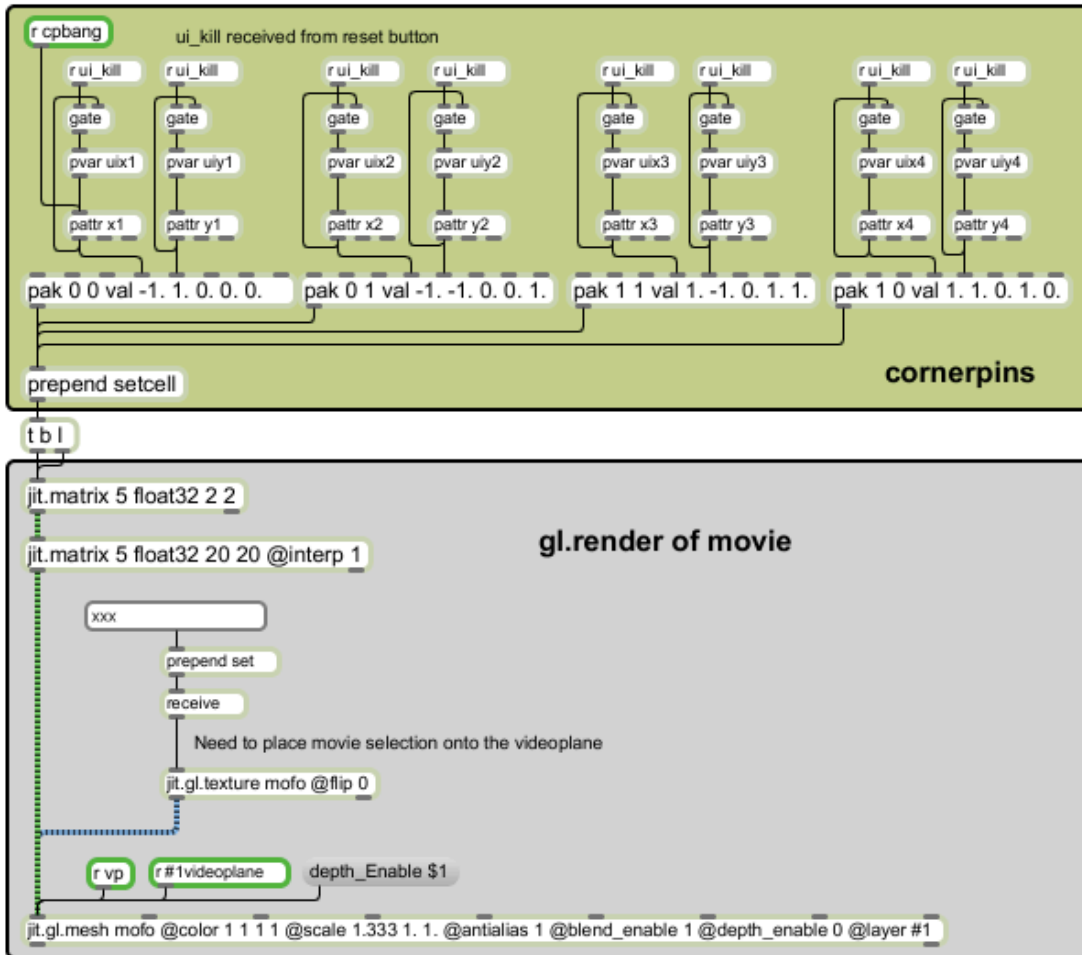 r cpbang
ui_kill received from reset button
r ui_kill r ui_kill r ui_kill r ui_kill r ui_kill r ui_kill r ui_kill r ui_kill
gate gate gate gate gate gate gate gate
pvar uix1 pvar uiy1 pvar uix2 pvar uiy2 pvar uix3 pvar uiy3 pvar uix4 pvar uiy4
pattr x1 pattr y1 pattr x2 pattr y2 pattr x3 pattr y3 pattr x4 pattr y4
pak 0 0 val -1. 1. 0. 0. 0. pak 0 1 val -1. -1. 0. 0. 1. pak 1 1 val 1. -1. 0. 1. 1. pak 1 0 val 1. 1. 0. 1. 0.
prepend setcell
cornerpins
t b l
jit.matrix 5 float32 2 2
jit.matrix 5 float32 20 20 @interp 1
gl.render of movie
xxx
prepend set
receive
Need to place movie selection onto the videoplane
jit.gl.texture mofo @flip 0
r vp r #1videoplane depth_Enable $1
jit.gl.mesh mofo @color 1 1 1 1 @scale 1.333 1. 1. @antialias 1 @blend_enable 1 @depth_enable 0 @layer #1